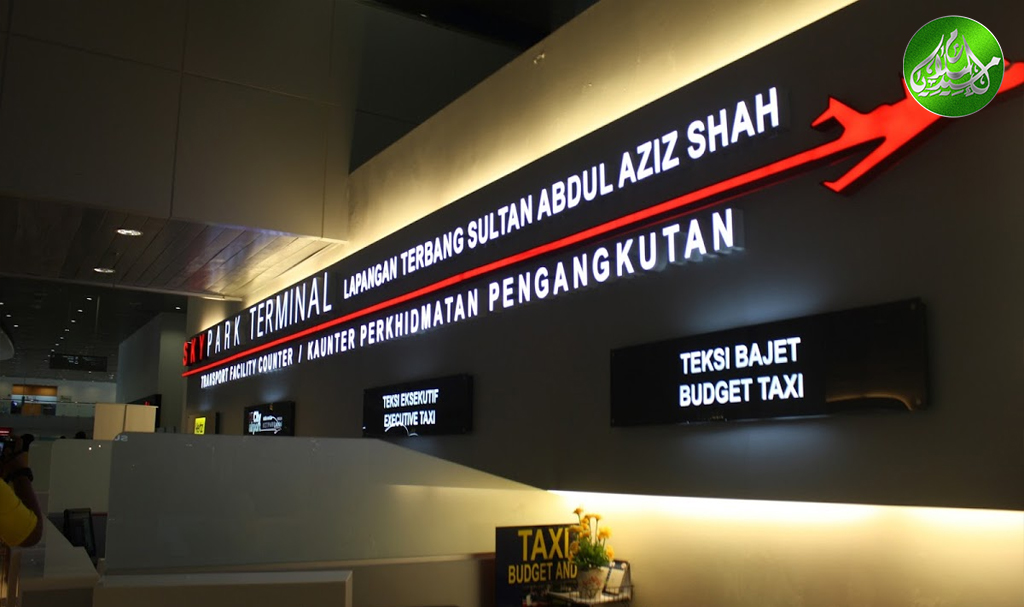 SKYPARK TERMINAL LAPANGAN TERBANG SULTAN ABDUL AZIZ SHAH
TRANSPORT FACILITY COUNTER / KAUNTER PERKHIDMATAN PENGANGKUTAN
TEKSI BAJET
BUDGET TAXI
TEKSI EKSEKUTIF
EXECUTIVE TAXI
City
TAXI
BUDGET AND